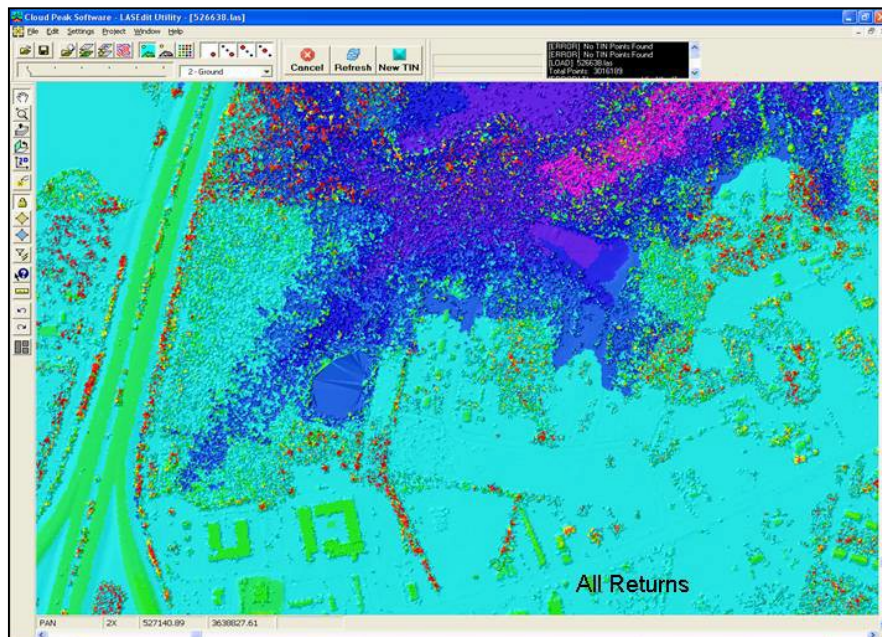 Cloud Peak Software - LASEdit Utility - [526638.las]
File Edit Settings Project Window Help
2 - Ground
Cancel Refresh New TIN
[ERROR] No TIN Points Found
[ERROR] No TIN Points Found
[LOAD] 526638.las
Total Points: 3016189
All Returns
PAN 2X 527140.89 3638827.61